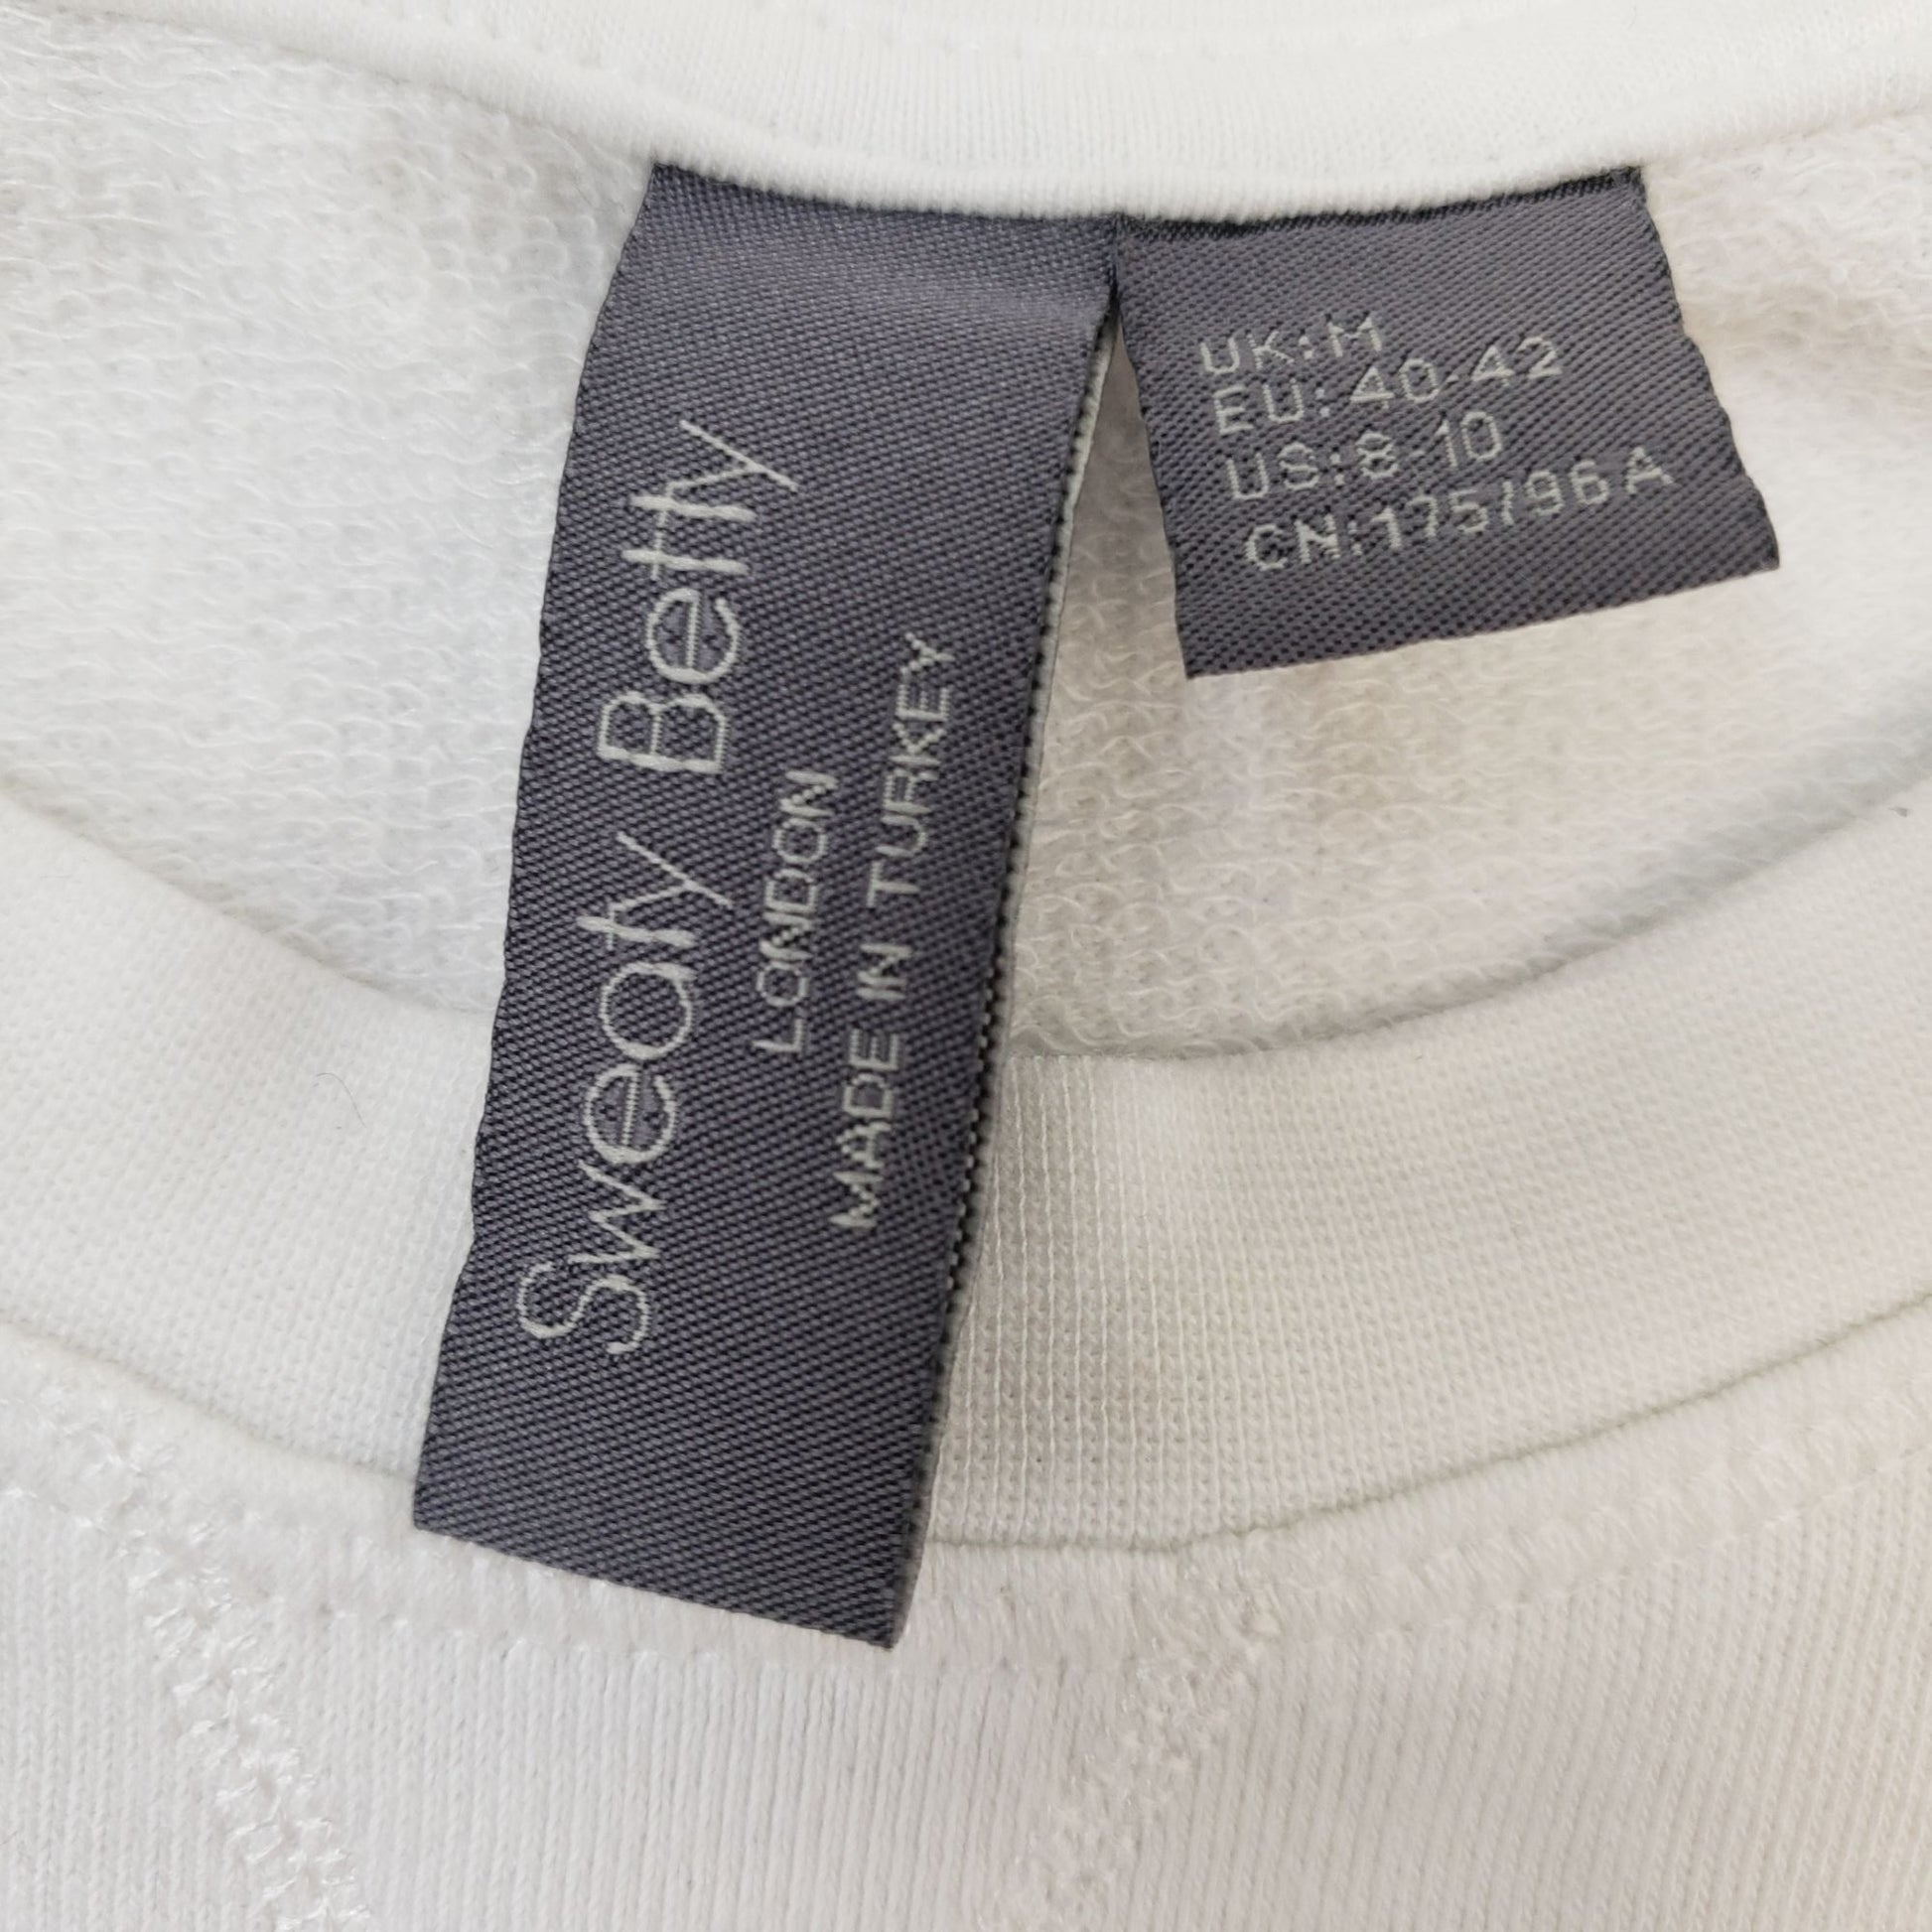 Sweaty Betty
LONDON
MADE IN TURKEY
UK:M
EU:40-42
US:8-10
CN:175/96A